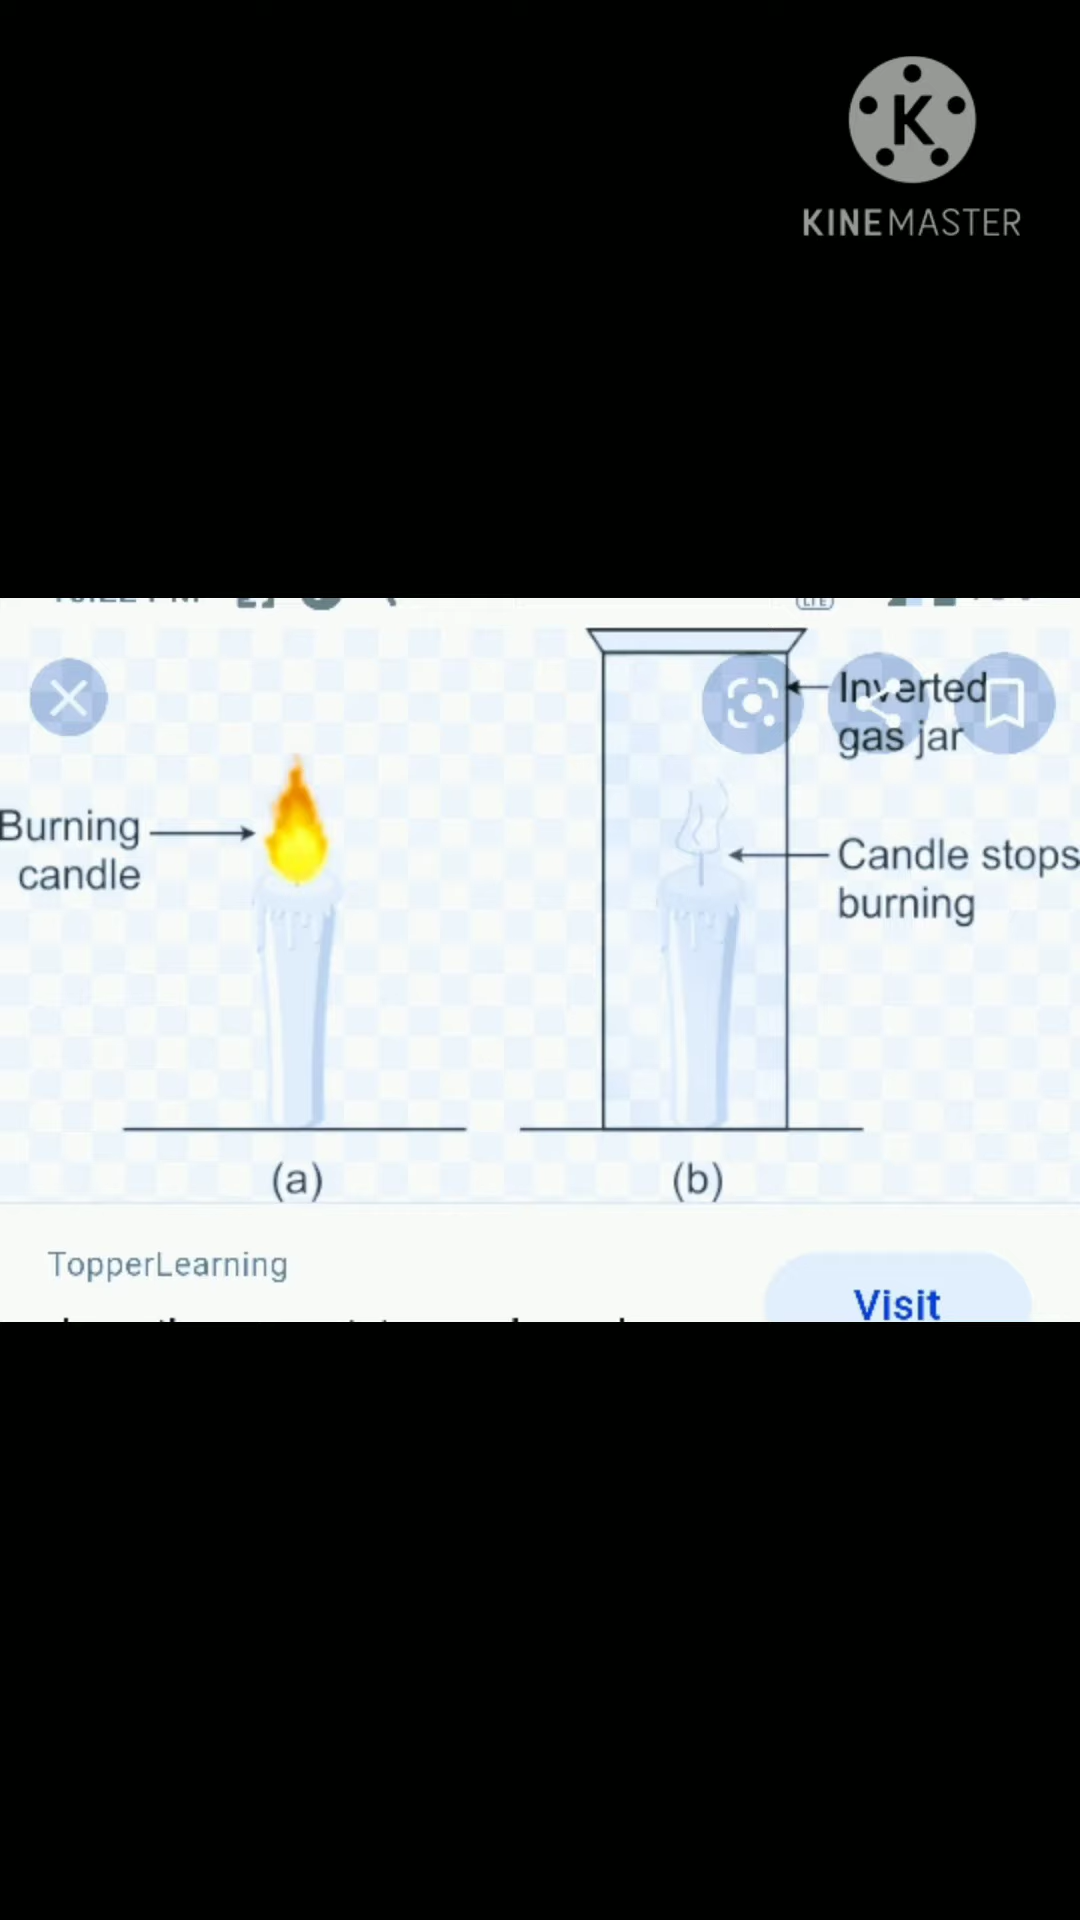 KINEMASTER
Inverted
gas jar
Burning
candle
Candle stops
burning
(a)
(b)
TopperLearning
Visit